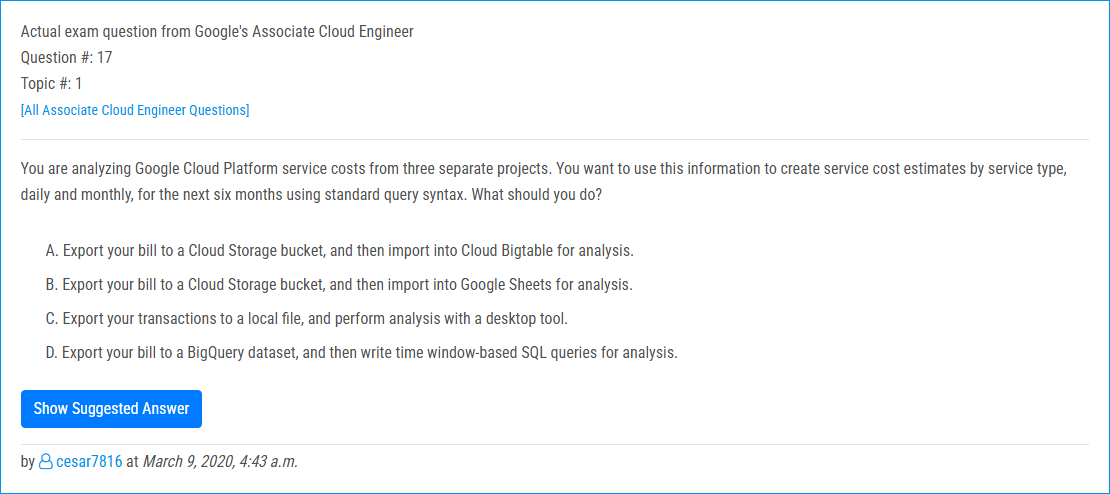 Actual exam question from Google's Associate Cloud Engineer
Question #: 17
Topic #: 1
[All Associate Cloud Engineer Questions]
You are analyzing Google Cloud Platform service costs from three separate projects. You want to use this information to create service cost estimates by service type,
daily and monthly, for the next six months using standard query syntax. What should you do?
A. Export your bill to a Cloud Storage bucket, and then import into Cloud Bigtable for analysis.
B. Export your bill to a Cloud Storage bucket, and then import into Google Sheets for analysis.
C. Export your transactions to a local file, and perform analysis with a desktop tool.
D. Export your bill to a BigQuery dataset, and then write time window-based SQL queries for analysis.
Show Suggested Answer
by cesar7816 at March 9, 2020, 4:43 a.m.